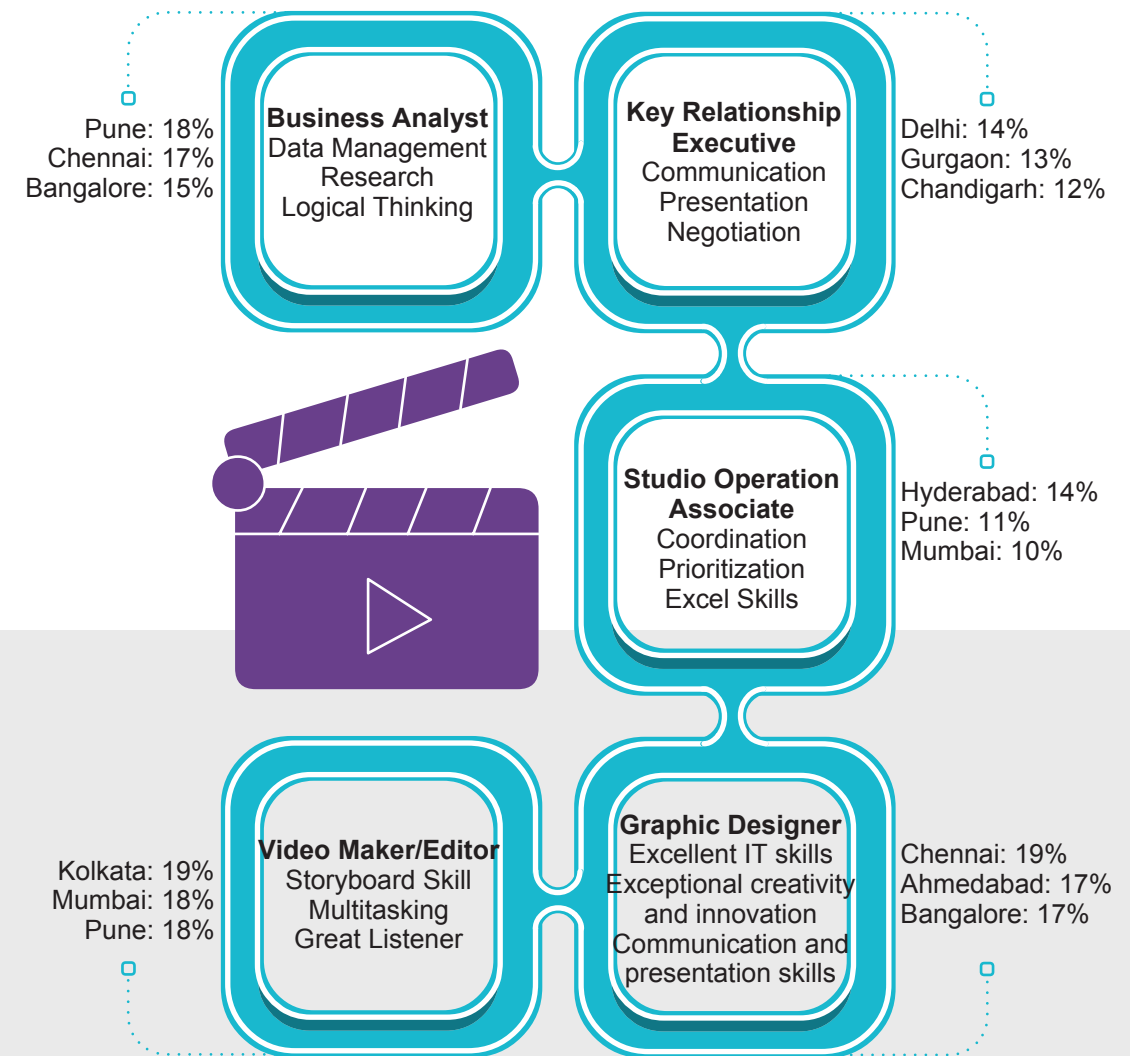 Business Analyst
Data Management
Research
Logical Thinking
Pune: 18%
Chennai: 17%
Bangalore: 15%
Key Relationship
Executive
Communication
Presentation
Negotiation
Delhi: 14%
Gurgaon: 13%
Chandigarh: 12%
Studio Operation
Associate
Coordination
Prioritization
Excel Skills
Hyderabad: 14%
Pune: 11%
Mumbai: 10%
Video Maker/Editor
Storyboard Skill
Multitasking
Great Listener
Kolkata: 19%
Mumbai: 18%
Pune: 18%
Graphic Designer
Excellent IT skills
Exceptional creativity
and innovation
Communication and
presentation skills
Chennai: 19%
Ahmedabad: 17%
Bangalore: 17%